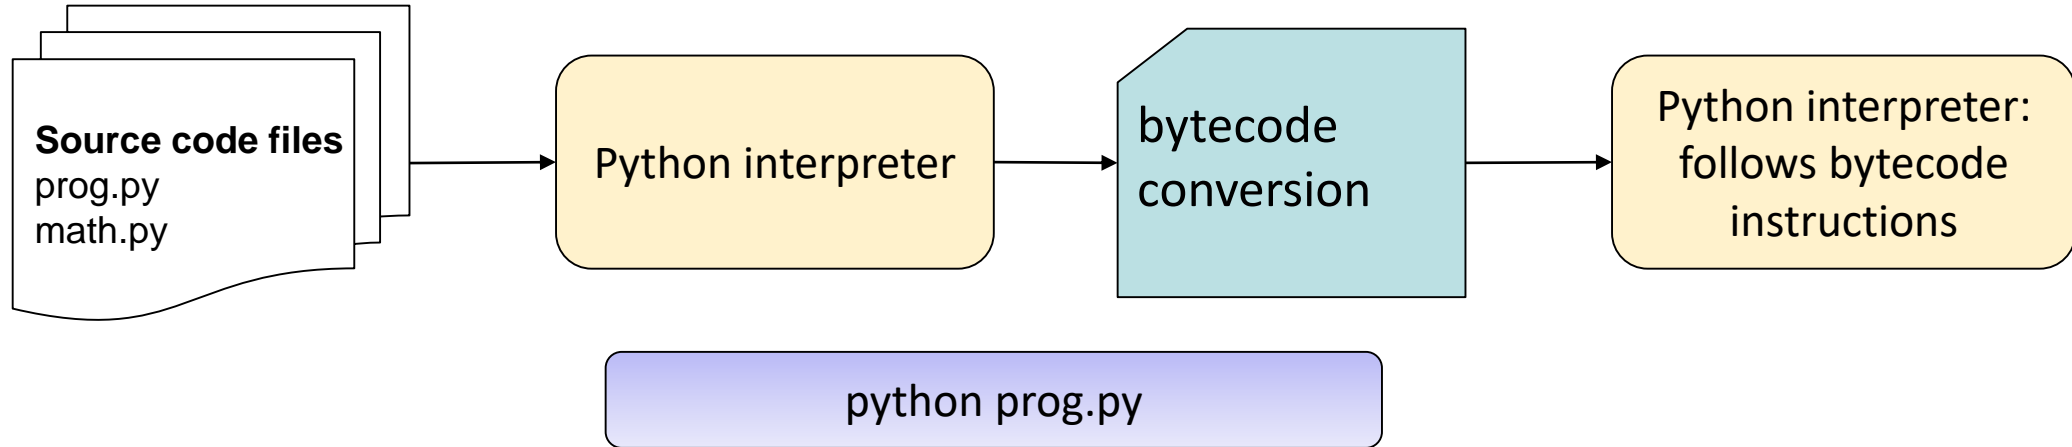 Source code files
prog.py
math.py
Python interpreter
bytecode
conversion
Python interpreter:
follows bytecode
instructions
python prog.py